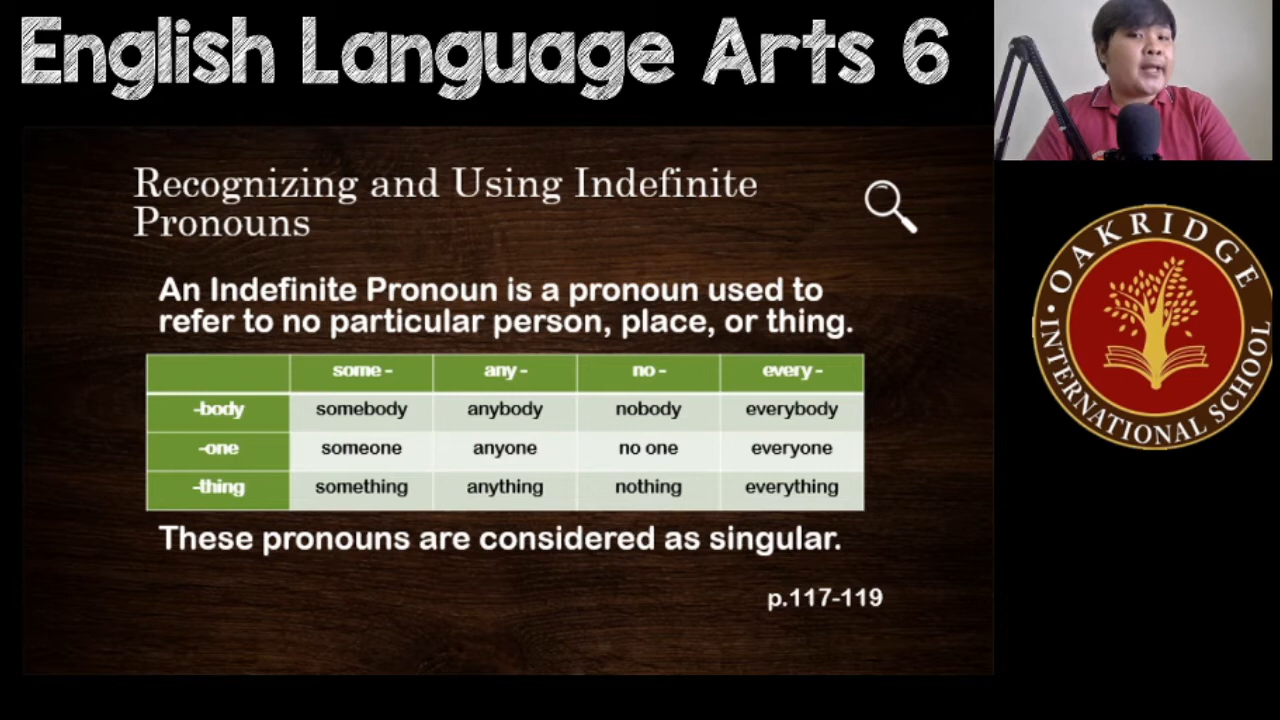 English Language Arts 6
Recognizing and Using Indefinite
Pronouns
An Indefinite Pronoun is a pronoun used to
refer to no particular person, place, or thing.
some - any - no - every -
-body somebody anybody nobody everybody
-one someone anyone no one everyone
-thing something anything nothing everything
These pronouns are considered as singular.
p.117-119
OAKRIDGE
INTERNATIONAL SCHOOL